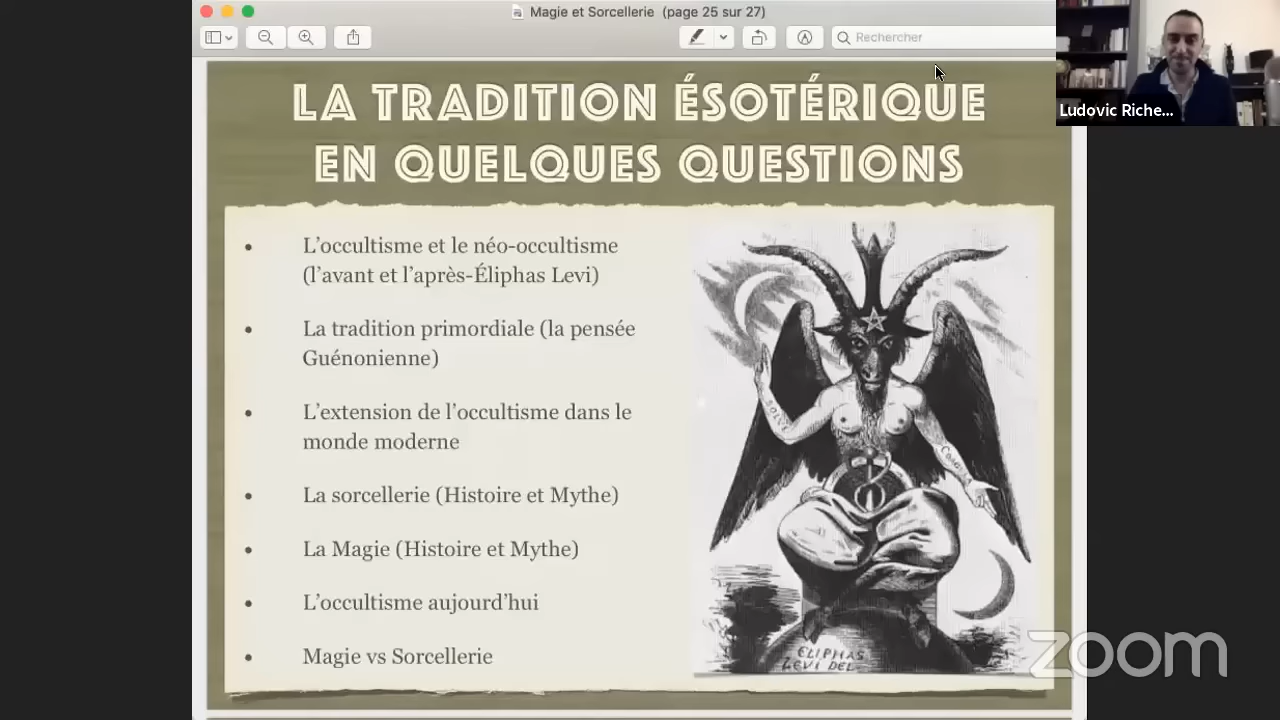 Magie et Sorcellerie (page 25 sur 27)
Rechercher
Ludovic Riche...
LA TRADITION ÉSOTÉRIQUE
EN QUELQUES QUESTIONS
• L’occultisme et le néo-occultisme
(l’avant et l’après-Éliphas Levi)
• La tradition primordiale (la pensée
Guénonienne)
• L’extension de l’occultisme dans le
monde moderne
• La sorcellerie (Histoire et Mythe)
• La Magie (Histoire et Mythe)
• L’occultisme aujourd’hui
• Magie vs Sorcellerie
SOLVE
ELIPHAS
LEVI DEL
zoom